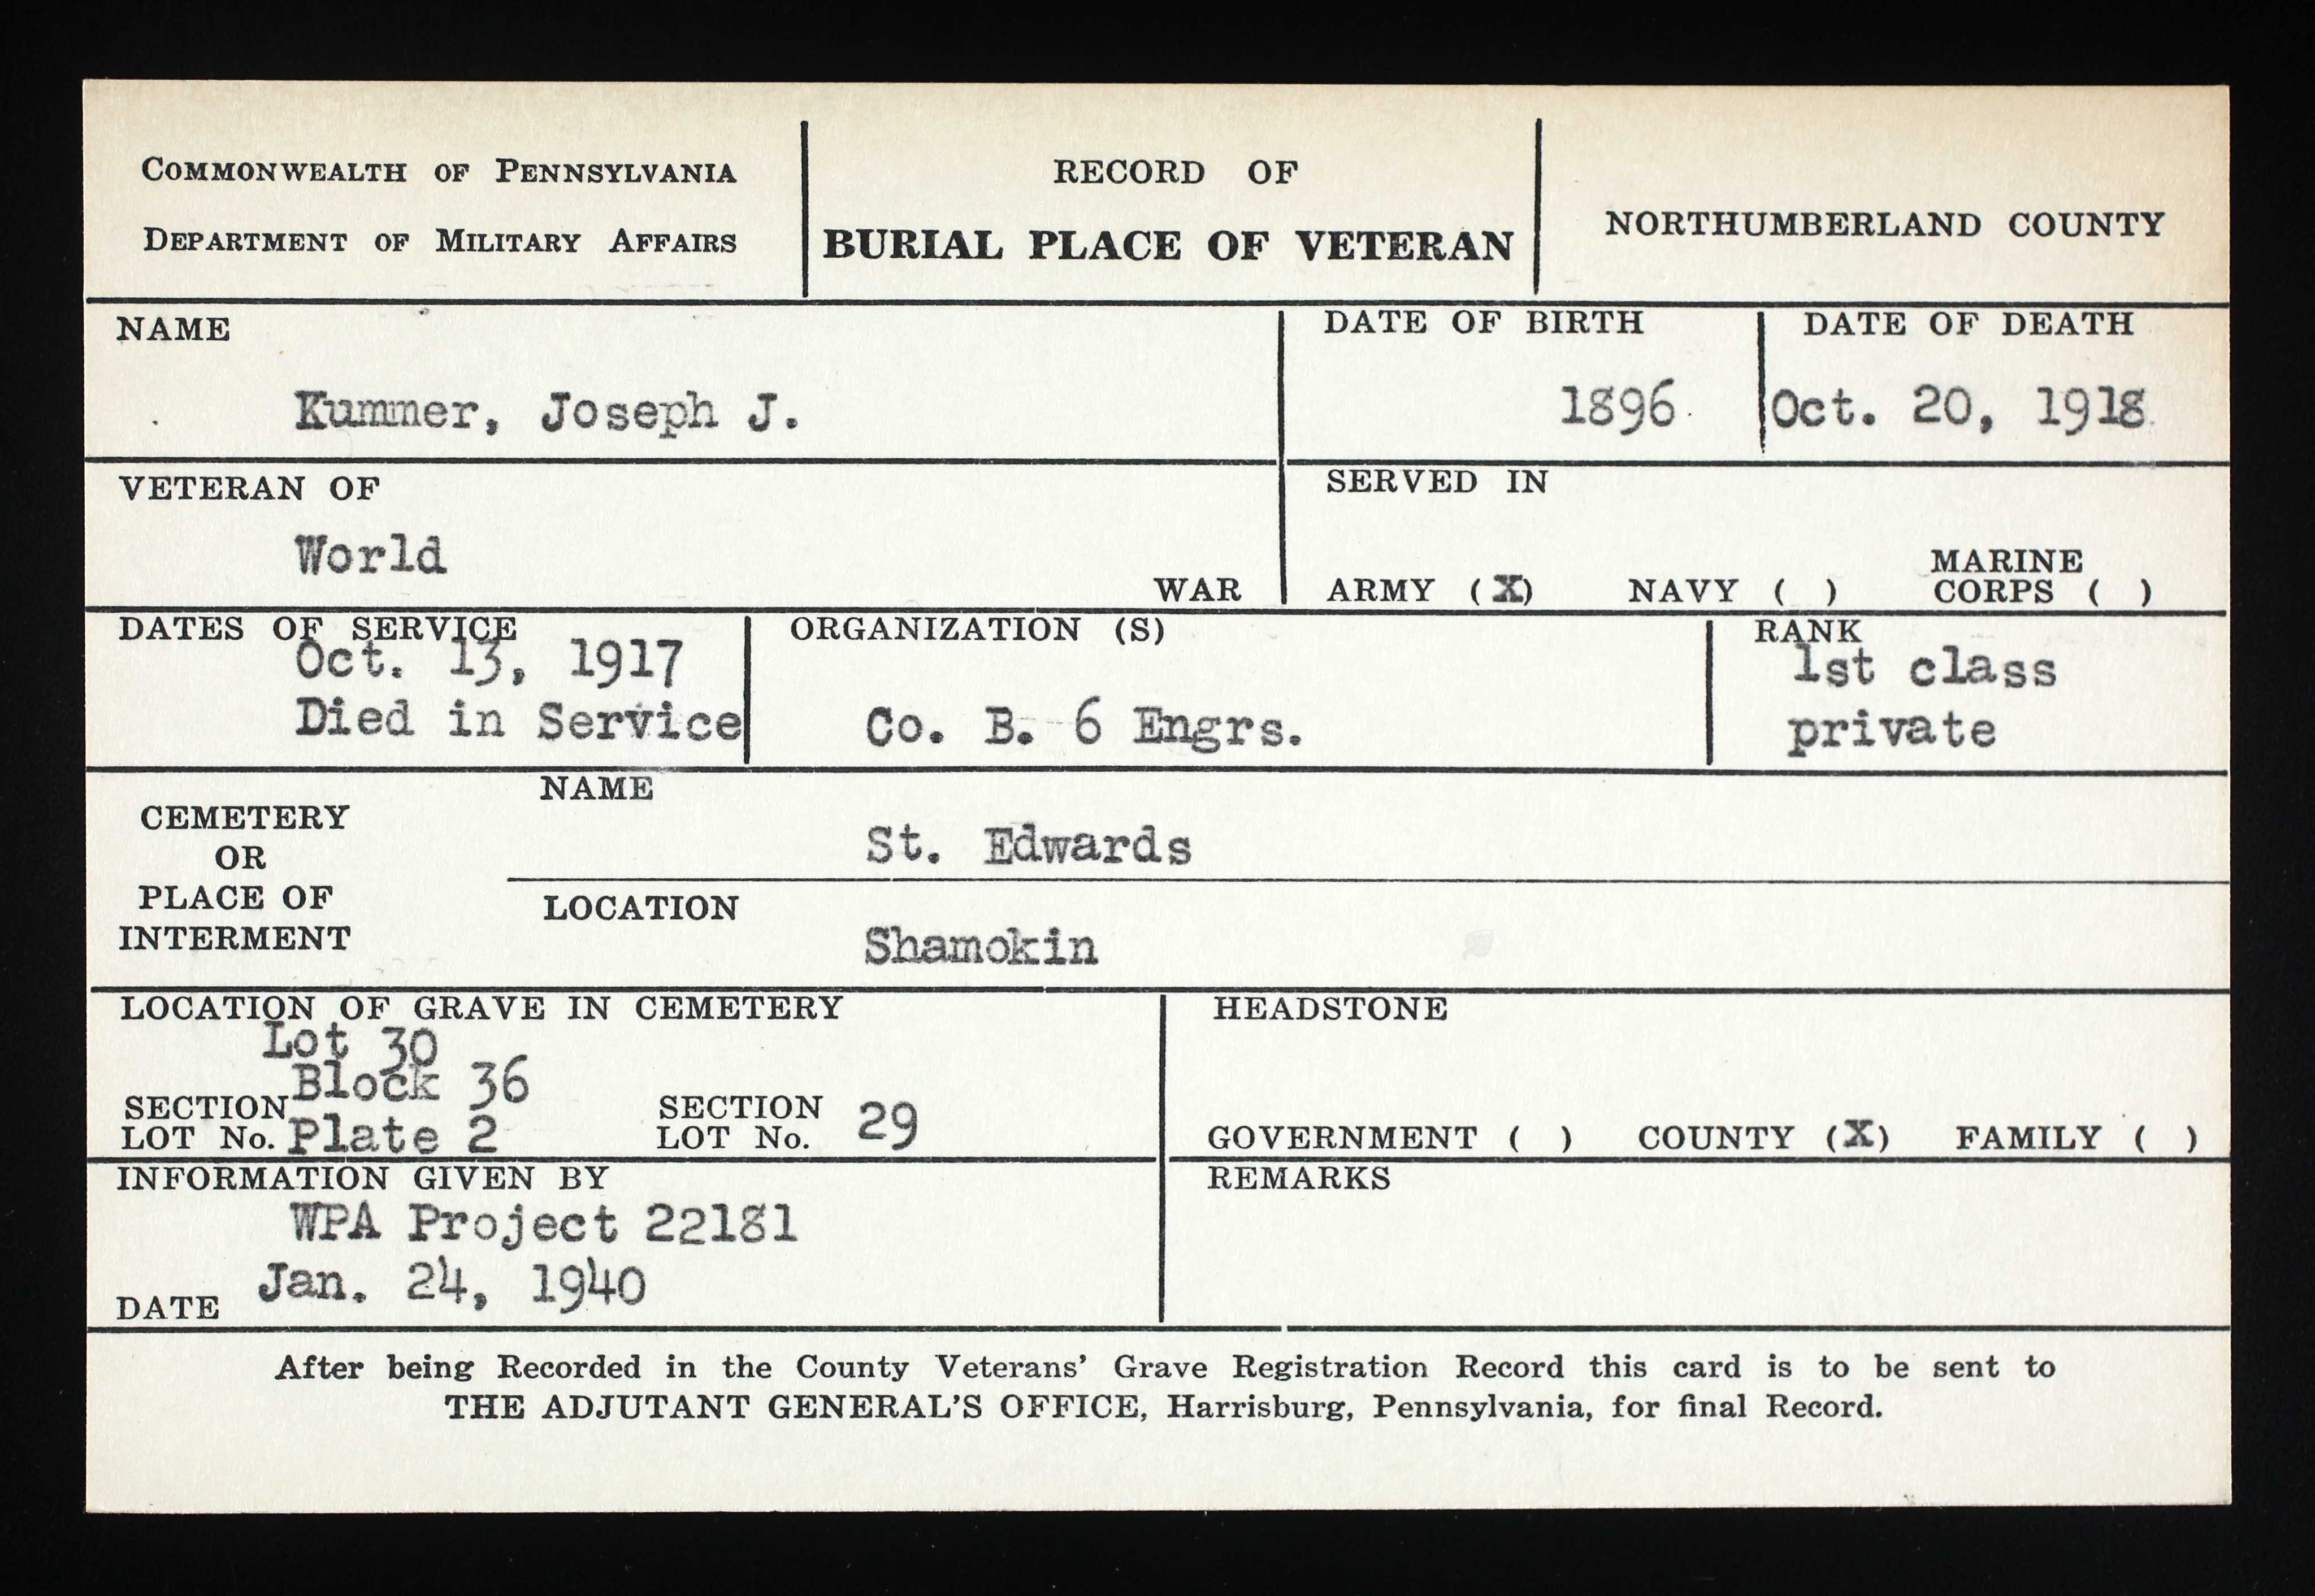 COMMONWEALTH OF PENNSYLVANIA
DEPARTMENT OF MILITARY AFFAIRS
RECORD OF
BURIAL PLACE OF VETERAN
NORTHUMBERLAND COUNTY
NAME
Kummer, Joseph J.
DATE OF BIRTH
1896
DATE OF DEATH
Oct. 20, 1918
VETERAN OF
World
WAR
SERVED IN
ARMY (X) NAVY ( ) MARINE
CORPS ( )
DATES OF SERVICE
Oct. 13, 1917
Died in Service
ORGANIZATION (S)
Co. B. 6 Engrs.
RANK
1st class
private
CEMETERY
OR
PLACE OF
INTERMENT
NAME
St. Edwards
LOCATION
Shamokin
LOCATION OF GRAVE IN CEMETERY
Lot 30
Block 36
SECTION
LOT No. Plate 2
SECTION
LOT No. 29
HEADSTONE
GOVERNMENT ( ) COUNTY (X) FAMILY ( )
INFORMATION GIVEN BY
WPA Project 22181
Jan. 24, 1940
DATE
REMARKS
After being Recorded in the County Veterans' Grave Registration Record this card is to be sent to
THE ADJUTANT GENERAL'S OFFICE, Harrisburg, Pennsylvania, for final Record.